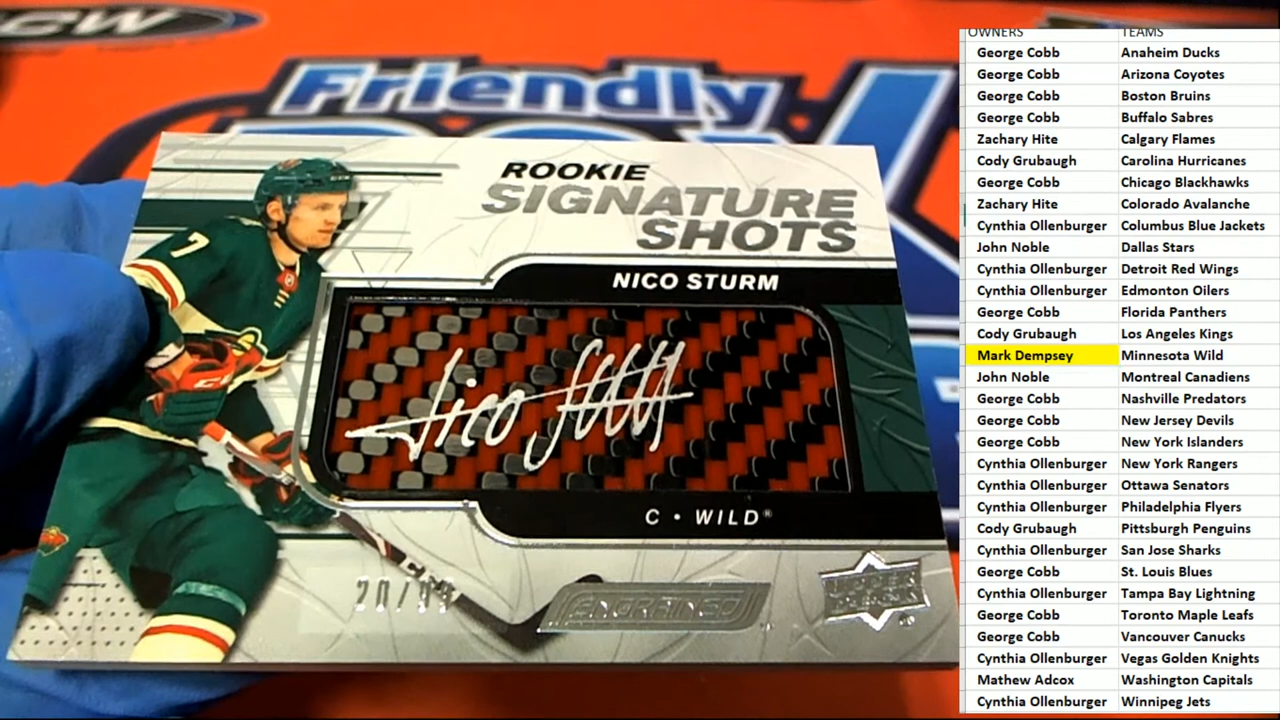 Friendly
ROOKIE
SIGNATURE
SHOTS
NICO STURM
7
Nico
C • WILD®
20/99
ENGRAINED
UPPER DECK
OWNERS TEAMS
George Cobb Anaheim Ducks
George Cobb Arizona Coyotes
George Cobb Boston Bruins
George Cobb Buffalo Sabres
Zachary Hite Calgary Flames
Cody Grubaugh Carolina Hurricanes
George Cobb Chicago Blackhawks
Zachary Hite Colorado Avalanche
Cynthia Ollenburger Columbus Blue Jackets
John Noble Dallas Stars
Cynthia Ollenburger Detroit Red Wings
Cynthia Ollenburger Edmonton Oilers
George Cobb Florida Panthers
Cody Grubaugh Los Angeles Kings
Mark Dempsey Minnesota Wild
John Noble Montreal Canadiens
George Cobb Nashville Predators
George Cobb New Jersey Devils
George Cobb New York Islanders
Cynthia Ollenburger New York Rangers
Cynthia Ollenburger Ottawa Senators
Cynthia Ollenburger Philadelphia Flyers
Cody Grubaugh Pittsburgh Penguins
Cynthia Ollenburger San Jose Sharks
George Cobb St. Louis Blues
Cynthia Ollenburger Tampa Bay Lightning
George Cobb Toronto Maple Leafs
George Cobb Vancouver Canucks
Cynthia Ollenburger Vegas Golden Knights
Mathew Adcox Washington Capitals
Cynthia Ollenburger Winnipeg Jets